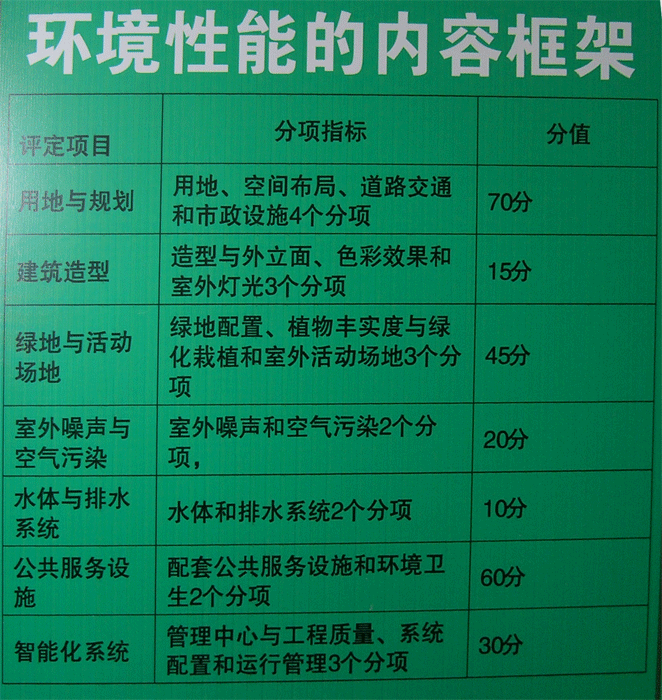 环境性能的内容框架
评定项目
分项指标
分值
用地与规划
用地、空间布局、道路交通
和市政设施4个分项
70分
建筑造型
造型与外立面、色彩效果和
室外灯光3个分项
15分
绿地与活动
场地
绿地配置、植物丰实度与绿
化栽植和室外活动场地3个分
项
45分
室外噪声与
空气污染
室外噪声和空气污染2个分
项,
20分
水体与排水
系统
水体和排水系统2个分项
10分
公共服务设
施
配套公共服务设施和环境卫
生2个分项
60分
智能化系统
管理中心与工程质量、系统
配置和运行管理3个分项
30分